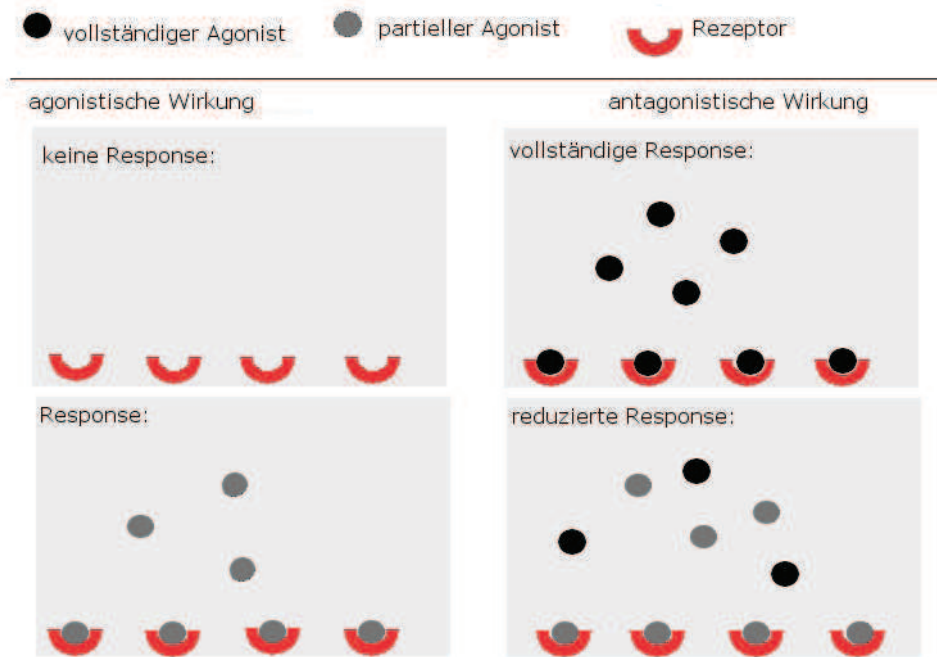 vollständiger Agonist
partieller Agonist
Rezeptor
agonistische Wirkung
antagonistische Wirkung
keine Response:
vollständige Response:
Response:
reduzierte Response: